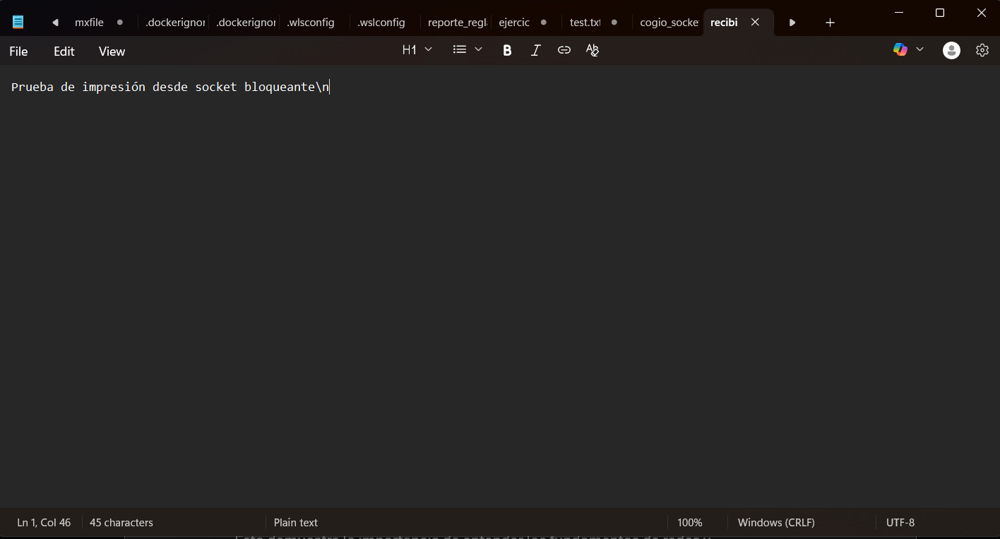 mxfile
.dockerignor
.dockerignor
.wlsconfig
.wslconfig
reporte_regl
ejercic
test.txt
cogio_socke
recibi
File Edit View
H1
Prueba de impresión desde socket bloqueante\n
Ln 1, Col 46
45 characters
Plain text
100%
Windows (CRLF)
UTF-8